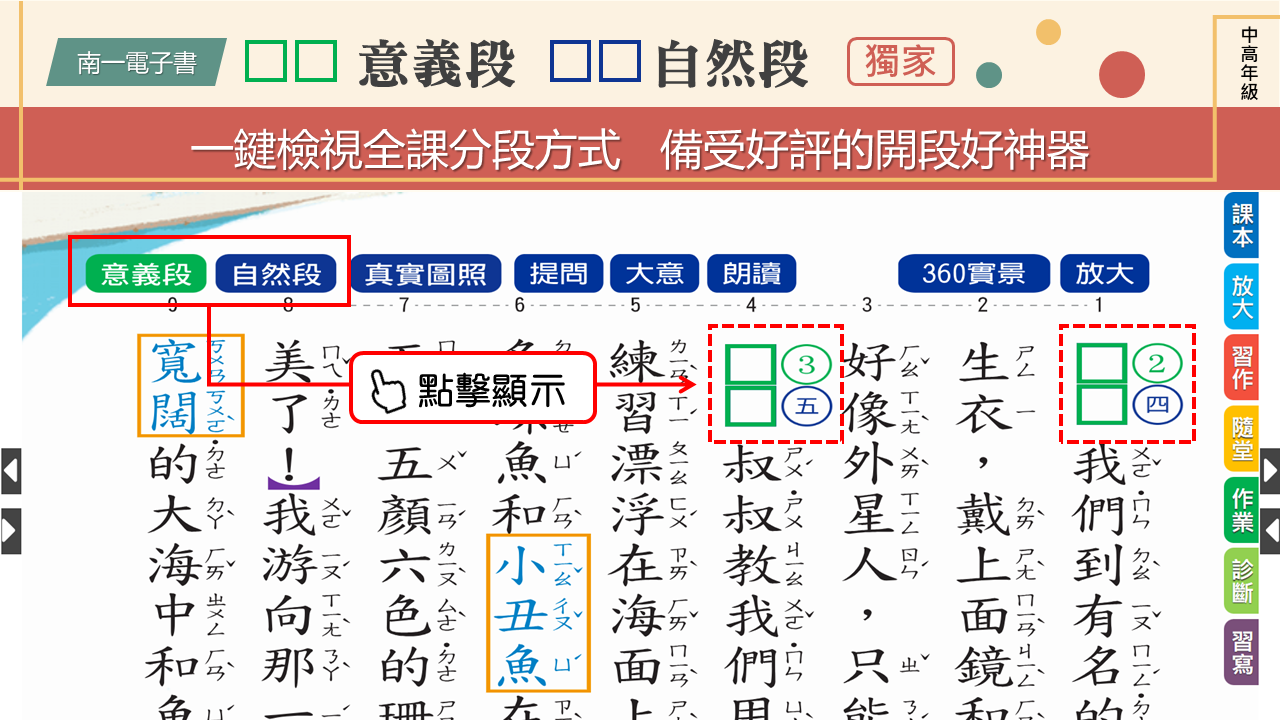 南一電子書
□□ 意義段 □□ 自然段
獨家
中高年級
一鍵檢視全課分段方式 備受好評的開段好神器
意義段 自然段 真實圖照 提問 大意 朗讀 360實景 放大
9 8 7 6 5 4 3 2 1
點擊顯示
② 四
我們到有名的
生衣，戴上面鏡和
好像外星人，只能
③ 五
叔叔教我們用
練習漂浮在海面上
魚和小丑魚在
五顏六色的珊
美了！我游向那一
寬闊的大海中和魚
課本
放大
習作
隨堂
作業
診斷
習寫